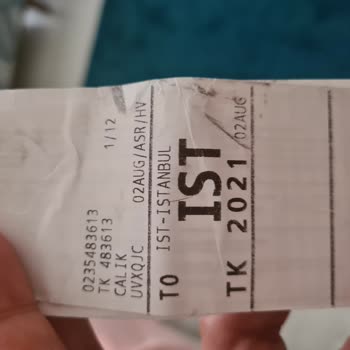 0235483613
TK 483613 1/12
CALIK
UVXQJC 02AUG/ASR/HV
TO IST-ISTANBUL
IST
TK 2021 02AUG